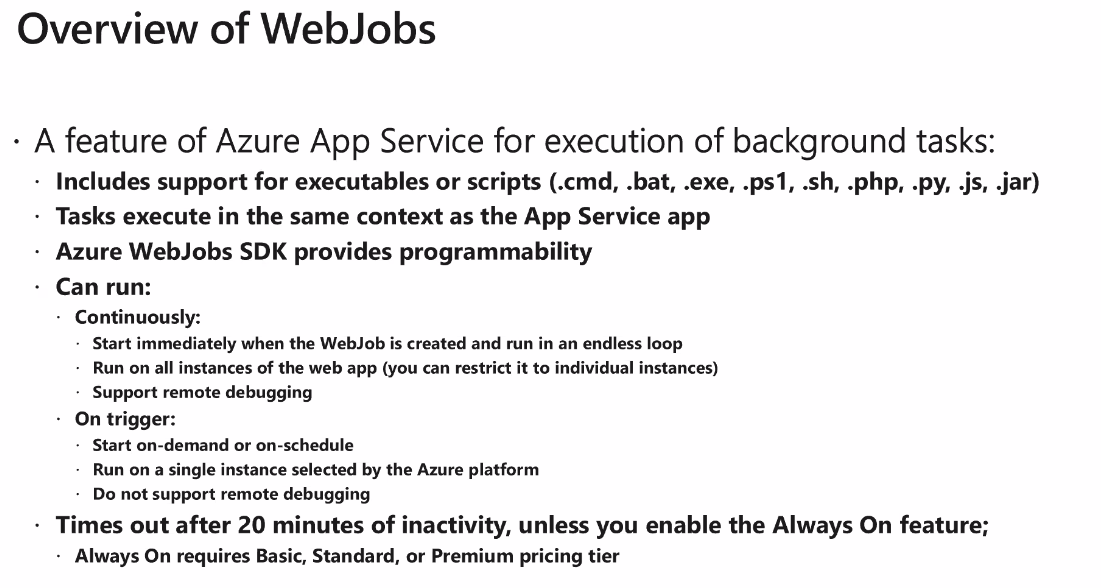 Overview of WebJobs
· A feature of Azure App Service for execution of background tasks:
· Includes support for executables or scripts (.cmd, .bat, .exe, .ps1, .sh, .php, .py, .js, .jar)
· Tasks execute in the same context as the App Service app
· Azure WebJobs SDK provides programmability
· Can run:
· Continuously:
· Start immediately when the WebJob is created and run in an endless loop
· Run on all instances of the web app (you can restrict it to individual instances)
· Support remote debugging
· On trigger:
· Start on-demand or on-schedule
· Run on a single instance selected by the Azure platform
· Do not support remote debugging
· Times out after 20 minutes of inactivity, unless you enable the Always On feature;
· Always On requires Basic, Standard, or Premium pricing tier